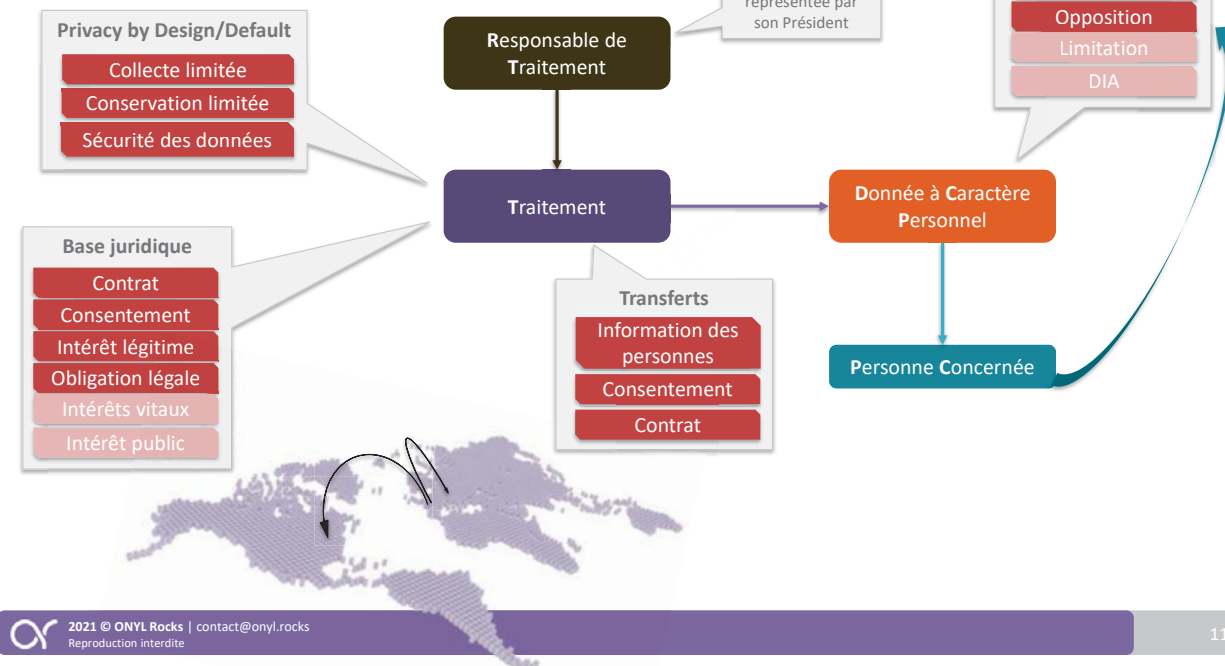 représentée par
son Président
Opposition
Limitation
DIA
Privacy by Design/Default
Collecte limitée
Conservation limitée
Sécurité des données
Responsable de
Traitement
Traitement
Donnée à Caractère
Personnel
Base juridique
Contrat
Consentement
Intérêt légitime
Obligation légale
Intérêts vitaux
Intérêt public
Transferts
Information des
personnes
Consentement
Contrat
Personne Concernée
2021 © ONYL Rocks | contact@onyl.rocks
Reproduction interdite
11